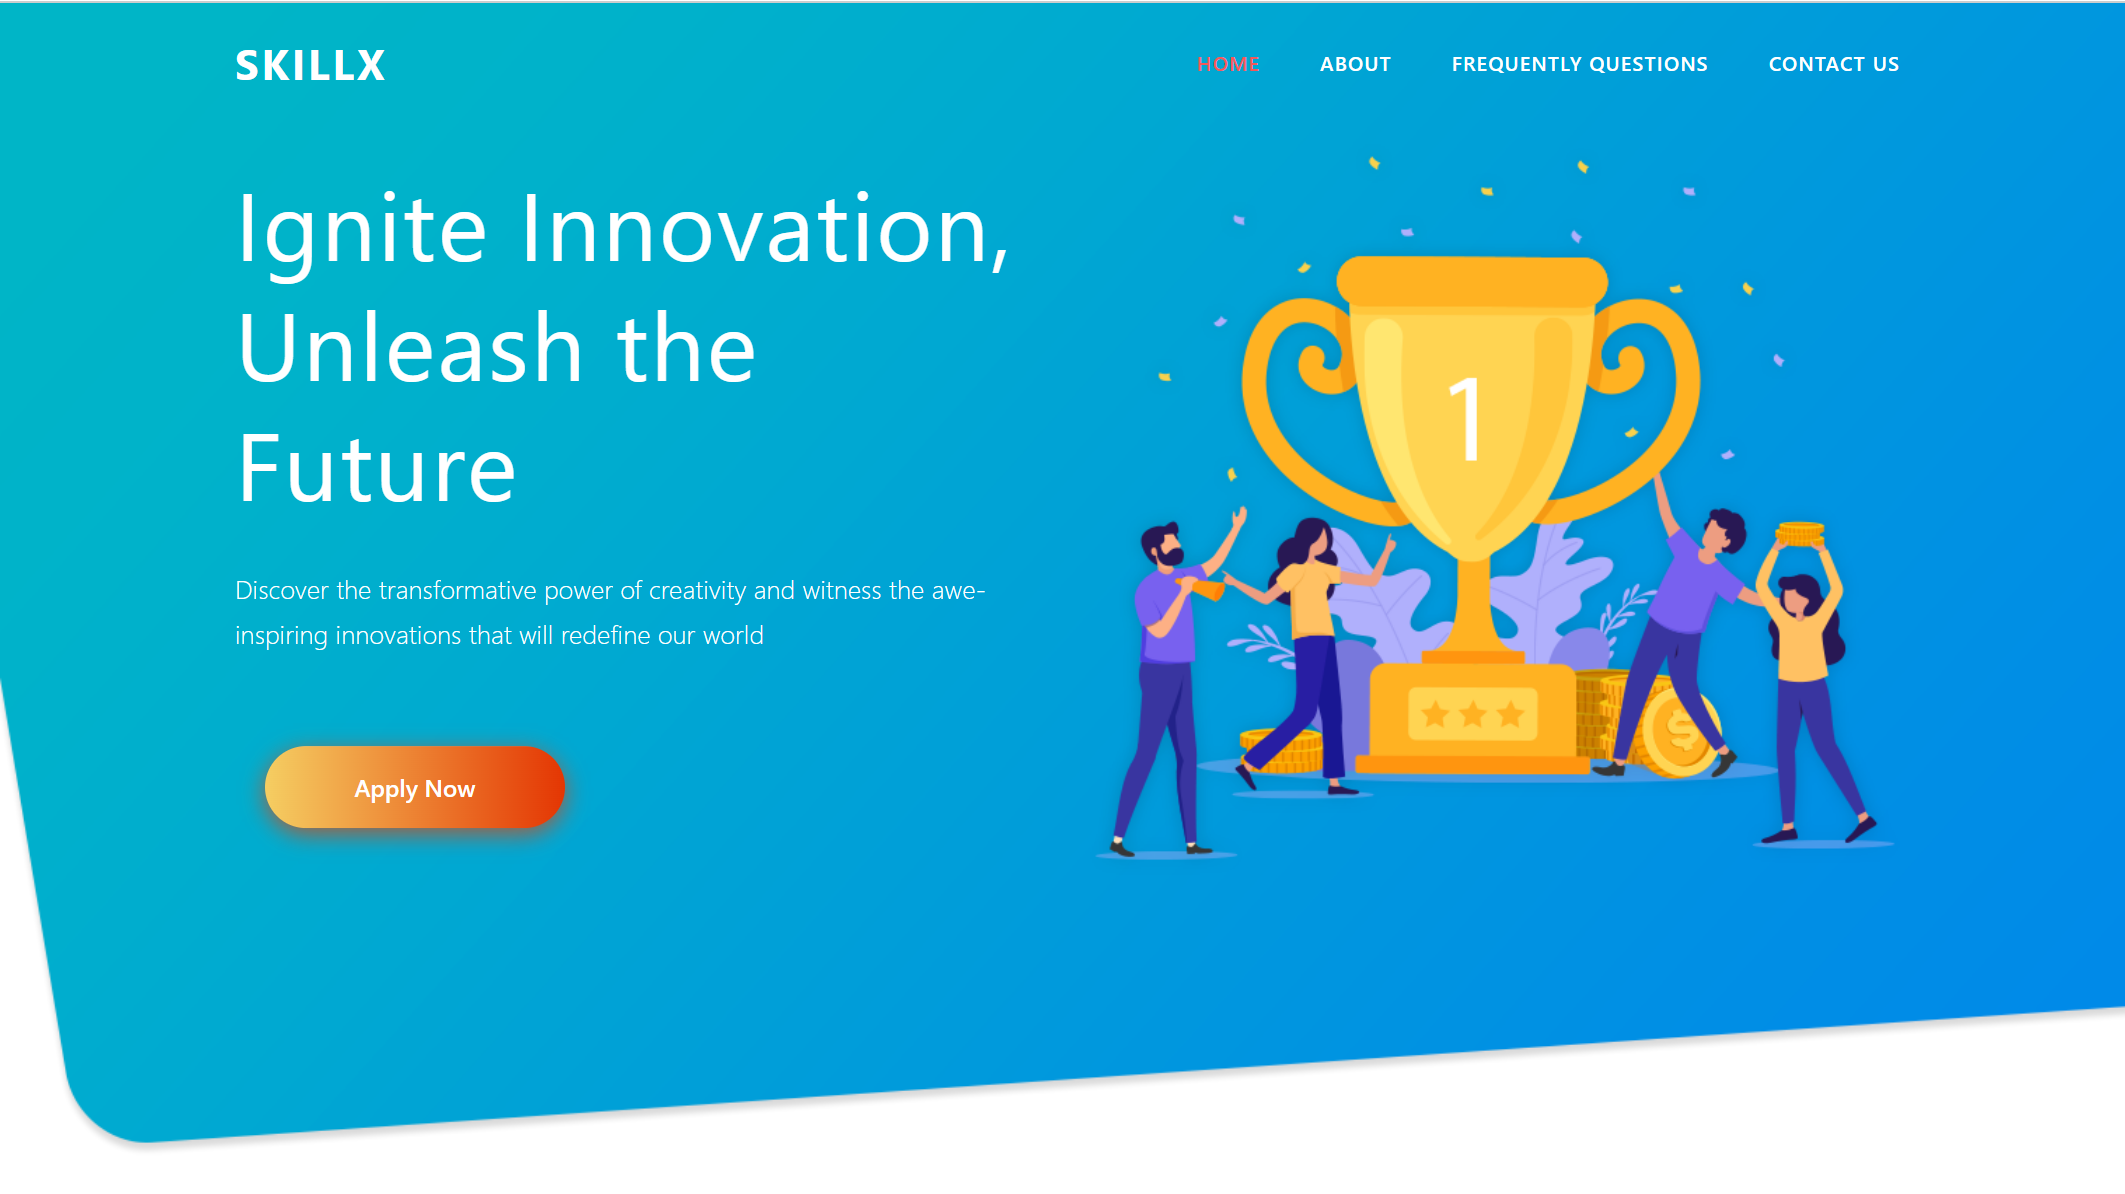 SKILLX
HOME ABOUT FREQUENTLY QUESTIONS CONTACT US
Ignite Innovation,
Unleash the
Future
Discover the transformative power of creativity and witness the awe-
inspiring innovations that will redefine our world
Apply Now
1
$